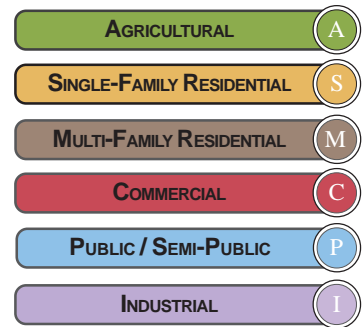 AGRICULTURAL A
SINGLE-FAMILY RESIDENTIAL S
MULTI-FAMILY RESIDENTIAL M
COMMERCIAL C
PUBLIC / SEMI-PUBLIC P
INDUSTRIAL I